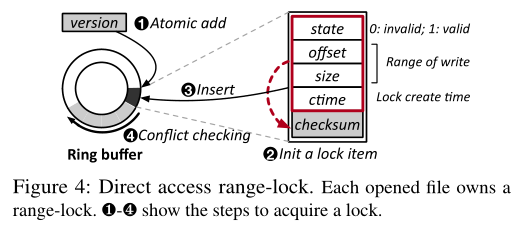 version
❶Atomic add
state
0: invalid; 1: valid
offset
size
Range of write
❸Insert
ctime
Lock create time
checksum
❹Conflict checking
Ring buffer
❷Init a lock item
Figure 4: Direct access range-lock. Each opened file owns a
range-lock. ❶-❹ show the steps to acquire a lock.